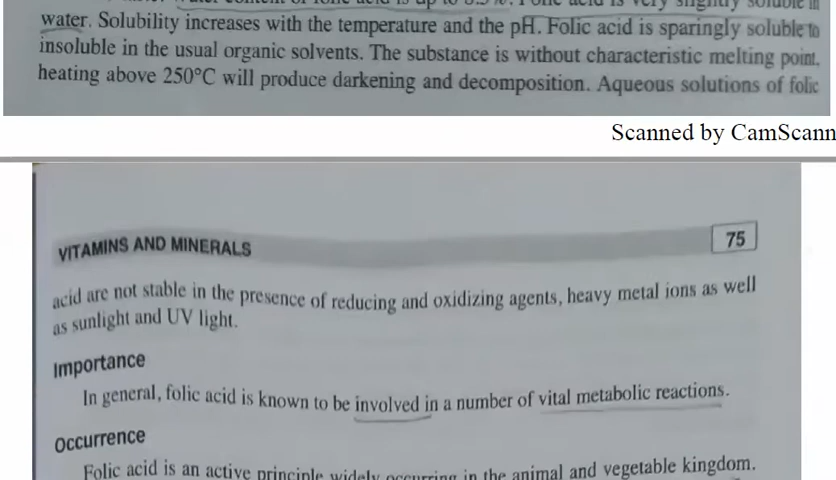 water. Solubility increases with the temperature and the pH. Folic acid is sparingly soluble to
insoluble in the usual organic solvents. The substance is without characteristic melting point,
heating above 250°C will produce darkening and decomposition. Aqueous solutions of folic
Scanned by CamScann
VITAMINS AND MINERALS
75
acid are not stable in the presence of reducing and oxidizing agents, heavy metal ions as well
as sunlight and UV light.
Importance
In general, folic acid is known to be involved in a number of vital metabolic reactions.
Occurrence
Folic acid is an active principle widely occurring in the animal and vegetable kingdom.